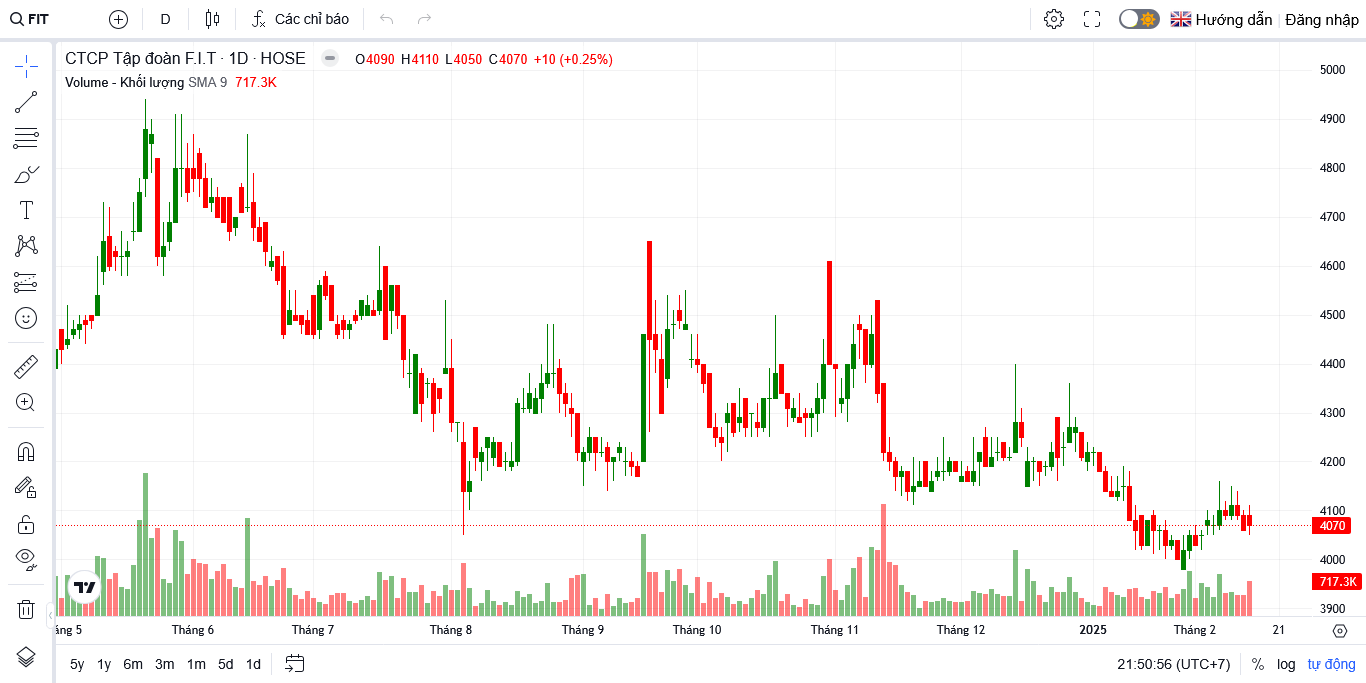 FIT D Các chỉ báo Hướng dẫn Đăng nhập
CTCP Tập đoàn F.I.T · 1D · HOSE O4090 H4110 L4050 C4070 +10 (+0.25%)
Volume - Khối lượng SMA 9 717.3K
5000
4900
4800
4700
4600
4500
4400
4300
4200
4100
4070
4000
717.3K
3900
áng 5 Tháng 6 Tháng 7 Tháng 8 Tháng 9 Tháng 10 Tháng 11 Tháng 12 2025 Tháng 2 21
5y 1y 6m 3m 1m 5d 1d 21:50:56 (UTC+7) % log tự động